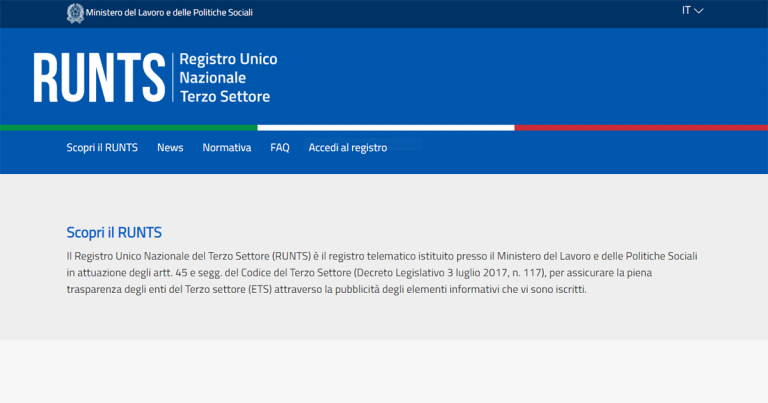 Ministero del Lavoro e delle Politiche Sociali
IT
RUNTS
Registro Unico
Nazionale
Terzo Settore
Scopri il RUNTS News Normativa FAQ Accedi al registro
Scopri il RUNTS
Il Registro Unico Nazionale del Terzo Settore (RUNTS) è il registro telematico istituito presso il Ministero del Lavoro e delle Politiche Sociali
in attuazione degli artt. 45 e segg. del Codice del Terzo Settore (Decreto Legislativo 3 luglio 2017, n. 117), per assicurare la piena
trasparenza degli enti del Terzo settore (ETS) attraverso la pubblicità degli elementi informativi che vi sono iscritti.